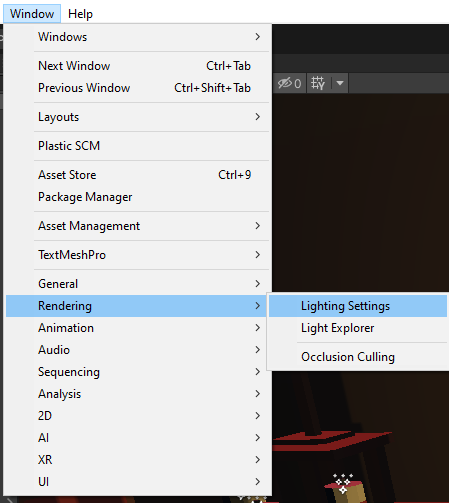 Window Help
Windows
Next Window Ctrl+Tab
Previous Window Ctrl+Shift+Tab
Layouts
Plastic SCM
Asset Store Ctrl+9
Package Manager
Asset Management
TextMeshPro
General
Rendering Lighting Settings
Animation Light Explorer
Audio Occlusion Culling
Sequencing
Analysis
2D
AI
XR
UI
0